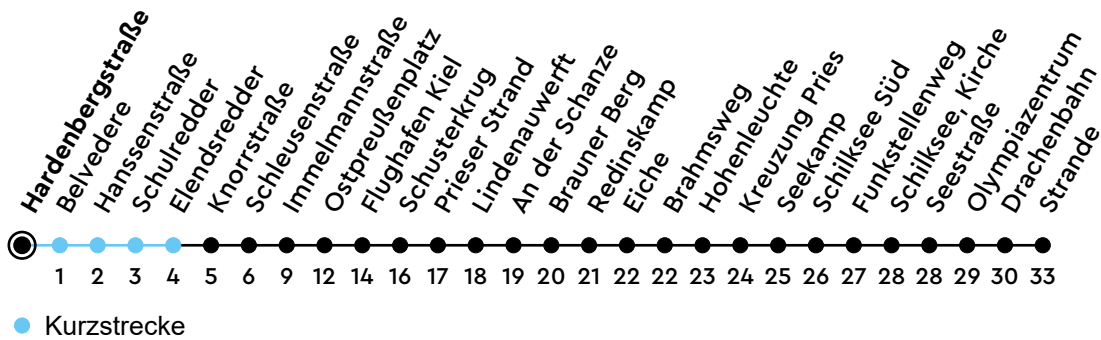 Hardenbergstraße
Belvedere
Hanssenstraße
Schulredder
Elendsredder
Knorrstraße
Schleusenstraße
Immelmannstraße
Ostpreußenplatz
Flughafen Kiel
Schusterkrug
Prieser Strand
Lindenauwerft
An der Schanze
Brauner Berg
Redinskamp
Eiche
Brahmsweg
Hohenleuchte
Kreuzung Pries
Seekamp
Schilksee Süd
Funkstellenweg
Schilksee, Kirche
Seestraße
Olympiazentrum
Drachenbahn
Strande
1 2 3 4 5 6 9 12 14 16 17 18 19 20 21 22 22 23 24 25 26 27 28 28 29 30 33
Kurzstrecke